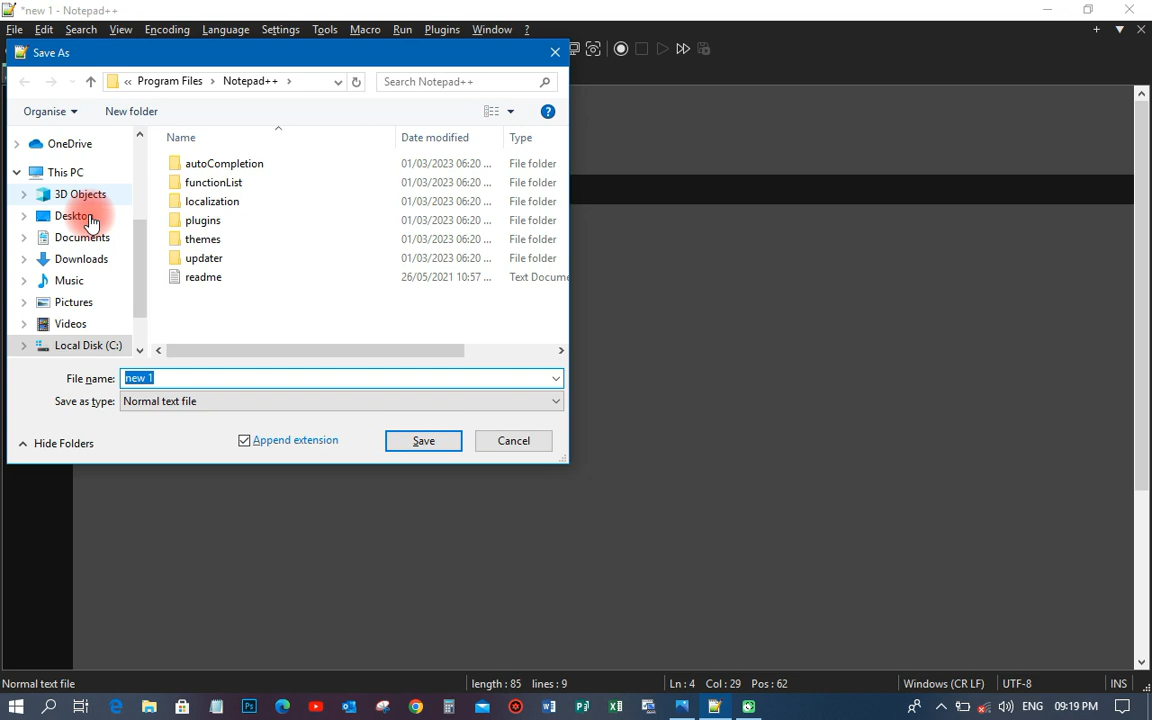 *new 1 - Notepad++
File Edit Search View Encoding Language Settings Tools Macro Run Plugins Window ?
Save As
« Program Files › Notepad++ ›
Search Notepad++
Organise New folder
Name Date modified Type
OneDrive
This PC
3D Objects
Desktop
Documents
Downloads
Music
Pictures
Videos
Local Disk (C:)
autoCompletion 01/03/2023 06:20 ... File folder
functionList 01/03/2023 06:20 ... File folder
localization 01/03/2023 06:20 ... File folder
plugins 01/03/2023 06:20 ... File folder
themes 01/03/2023 06:20 ... File folder
updater 01/03/2023 06:20 ... File folder
readme 26/05/2021 10:57 ... Text Docume
File name: new 1
Save as type: Normal text file
Hide Folders
Append extension
Save Cancel
Normal text file length : 85 lines : 9 Ln : 4 Col : 29 Pos : 62 Windows (CR LF) UTF-8 INS
ENG 09:19 PM